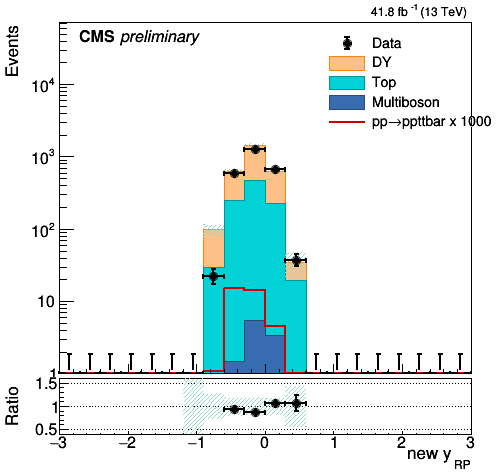 41.8 fb⁻¹ (13 TeV)
CMS preliminary
Events
Data
DY
Top
Multiboson
pp→ppttbar x 1000
10⁴
10³
10²
10
1
Ratio
1.5
1
0.5
−3 −2 −1 0 1 2 3
new y_RP